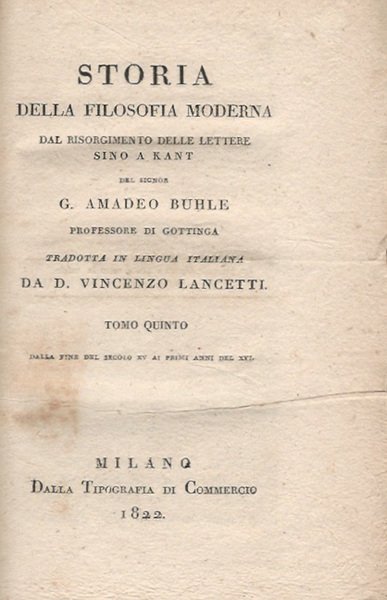 STORIA
DELLA FILOSOFIA MODERNA
DAL RISORGIMENTO DELLE LETTERE
SINO A KANT
DEL SIGNOR
G. AMADEO BUHLE
PROFESSORE DI GOTTINGA
TRADOTTA IN LINGUA ITALIANA
DA D. VINCENZO LANCETTI.
TOMO QUINTO
DALLA FINE DEL SECOLO XV AI PRIMI ANNI DEL XVI.
MILANO
DALLA TIPOGRAFIA DI COMMERCIO
1822.